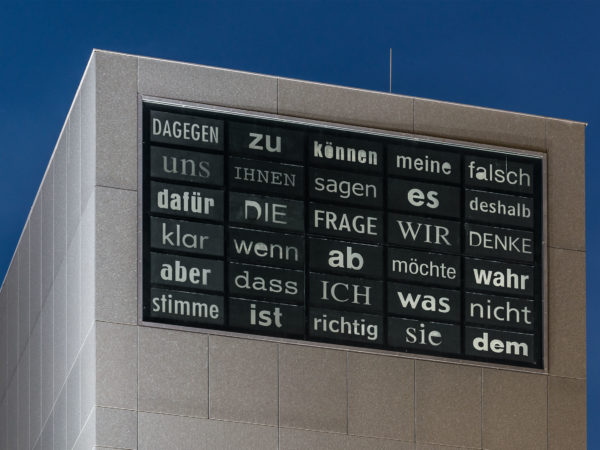 DAGEGEN zu können meine falsch
uns IHNEN sagen es deshalb
dafür DIE FRAGE WIR DENKE
klar wenn ab möchte wahr
aber dass ICH was nicht
stimme ist richtig sie dem